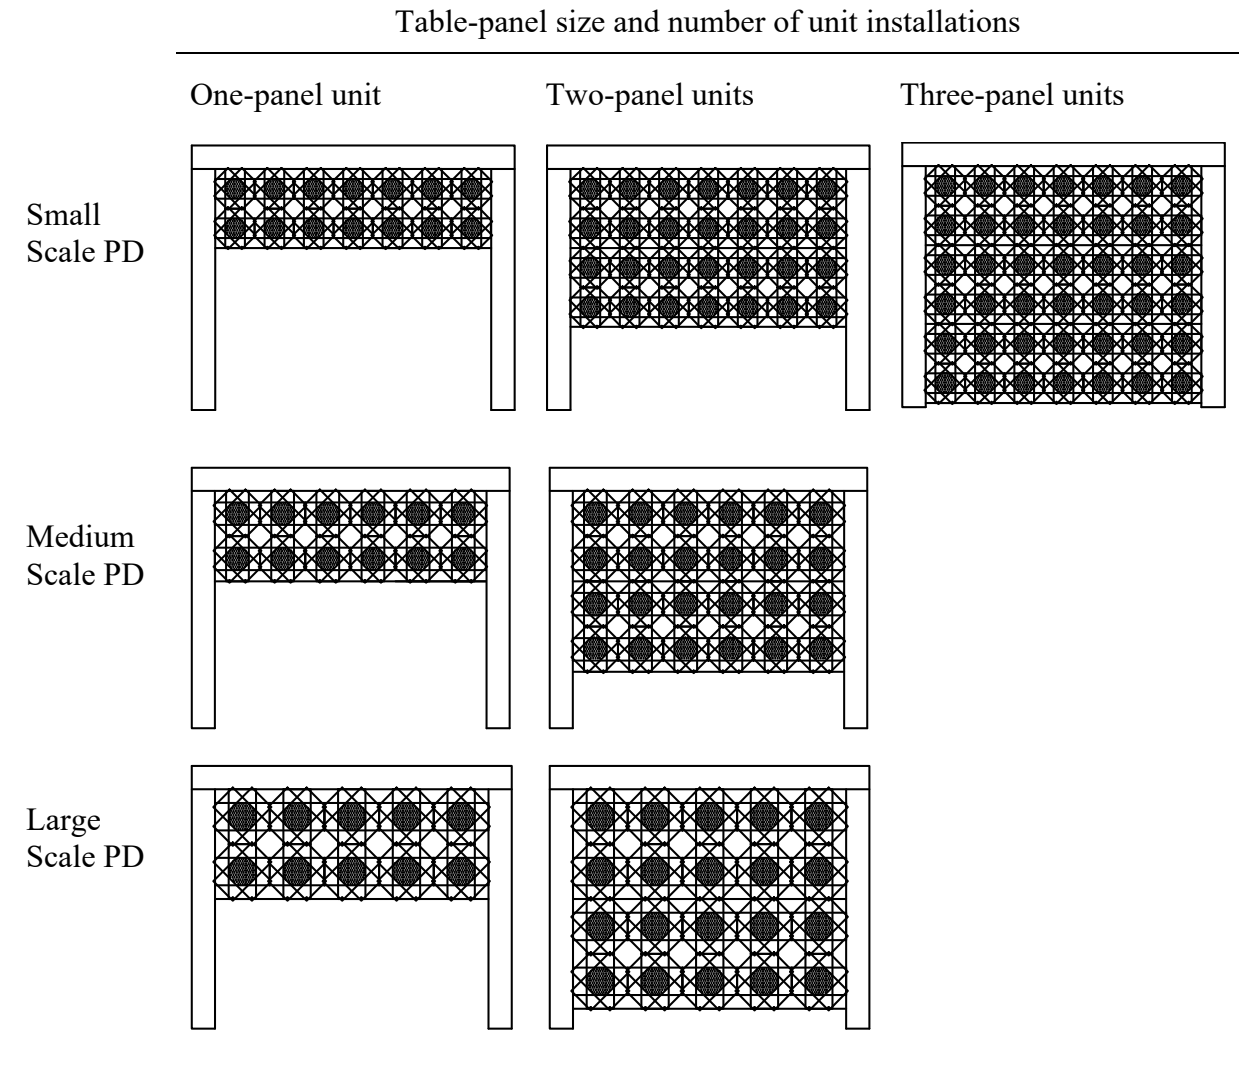 Table-panel size and number of unit installations
One-panel unit
Two-panel units
Three-panel units
Small
Scale PD
Medium
Scale PD
Large
Scale PD